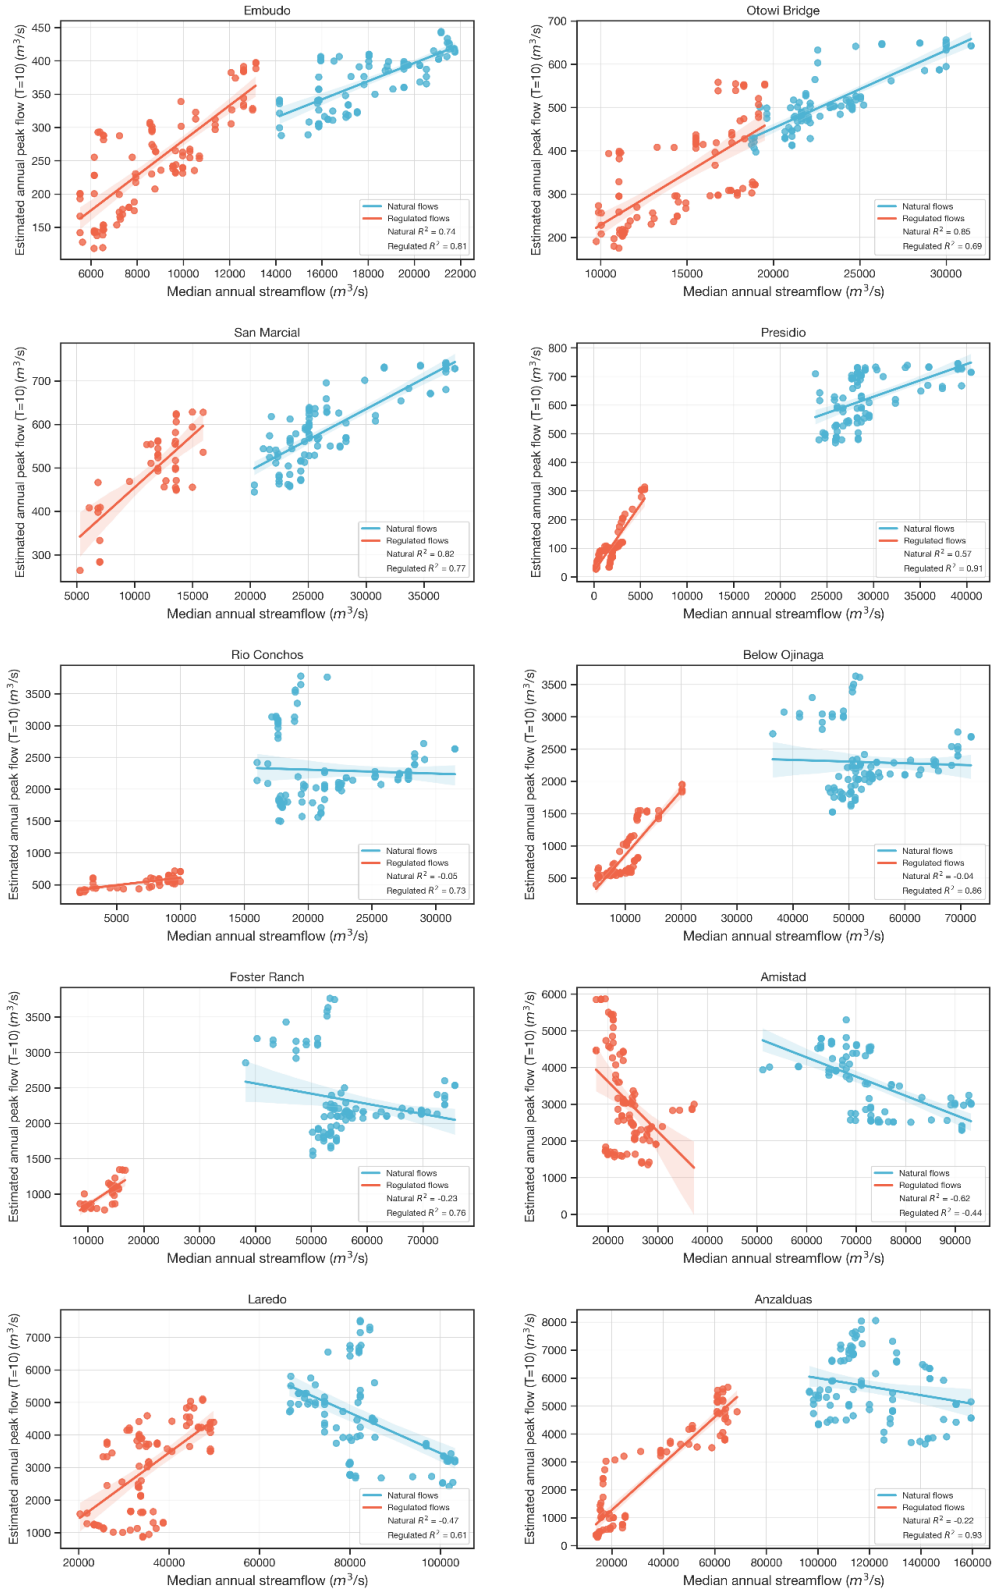 Embudo
Estimated annual peak flow (T=10) (m³/s)
450
400
350
300
250
200
150
Natural flows
Regulated flows
Natural R² = 0.74
Regulated R² = 0.81
6000 8000 10000 12000 14000 16000 18000 20000 22000
Median annual streamflow (m³/s)
Otowi Bridge
Estimated annual peak flow (T=10) (m³/s)
700
600
500
400
300
200
Natural flows
Regulated flows
Natural R² = 0.85
Regulated R² = 0.69
10000 15000 20000 25000 30000
Median annual streamflow (m³/s)
San Marcial
Estimated annual peak flow (T=10) (m³/s)
700
600
500
400
300
Natural flows
Regulated flows
Natural R² = 0.82
Regulated R² = 0.77
5000 10000 15000 20000 25000 30000 35000
Median annual streamflow (m³/s)
Presidio
Estimated annual peak flow (T=10) (m³/s)
800
700
600
500
400
300
200
100
0
Natural flows
Regulated flows
Natural R² = 0.57
Regulated R² = 0.91
0 5000 10000 15000 20000 25000 30000 35000 40000
Median annual streamflow (m³/s)
Rio Conchos
Estimated annual peak flow (T=10) (m³/s)
3500
3000
2500
2000
1500
1000
500
Natural flows
Regulated flows
Natural R² = -0.05
Regulated R² = 0.73
5000 10000 15000 20000 25000 30000
Median annual streamflow (m³/s)
Below Ojinaga
Estimated annual peak flow (T=10) (m³/s)
3500
3000
2500
2000
1500
1000
500
Natural flows
Regulated flows
Natural R² = -0.04
Regulated R² = 0.86
10000 20000 30000 40000 50000 60000 70000
Median annual streamflow (m³/s)
Foster Ranch
Estimated annual peak flow (T=10) (m³/s)
3500
3000
2500
2000
1500
1000
Natural flows
Regulated flows
Natural R² = -0.23
Regulated R² = 0.76
10000 20000 30000 40000 50000 60000 70000
Median annual streamflow (m³/s)
Amistad
Estimated annual peak flow (T=10) (m³/s)
6000
5000
4000
3000
2000
1000
0
Natural flows
Regulated flows
Natural R² = -0.62
Regulated R² = -0.44
20000 30000 40000 50000 60000 70000 80000 90000
Median annual streamflow (m³/s)
Laredo
Estimated annual peak flow (T=10) (m³/s)
7000
6000
5000
4000
3000
2000
1000
Natural flows
Regulated flows
Natural R² = -0.47
Regulated R² = 0.61
20000 40000 60000 80000 100000
Median annual streamflow (m³/s)
Anzalduas
Estimated annual peak flow (T=10) (m³/s)
8000
7000
6000
5000
4000
3000
2000
1000
0
Natural flows
Regulated flows
Natural R² = -0.22
Regulated R² = 0.93
20000 40000 60000 80000 100000 120000 140000 160000
Median annual streamflow (m³/s)